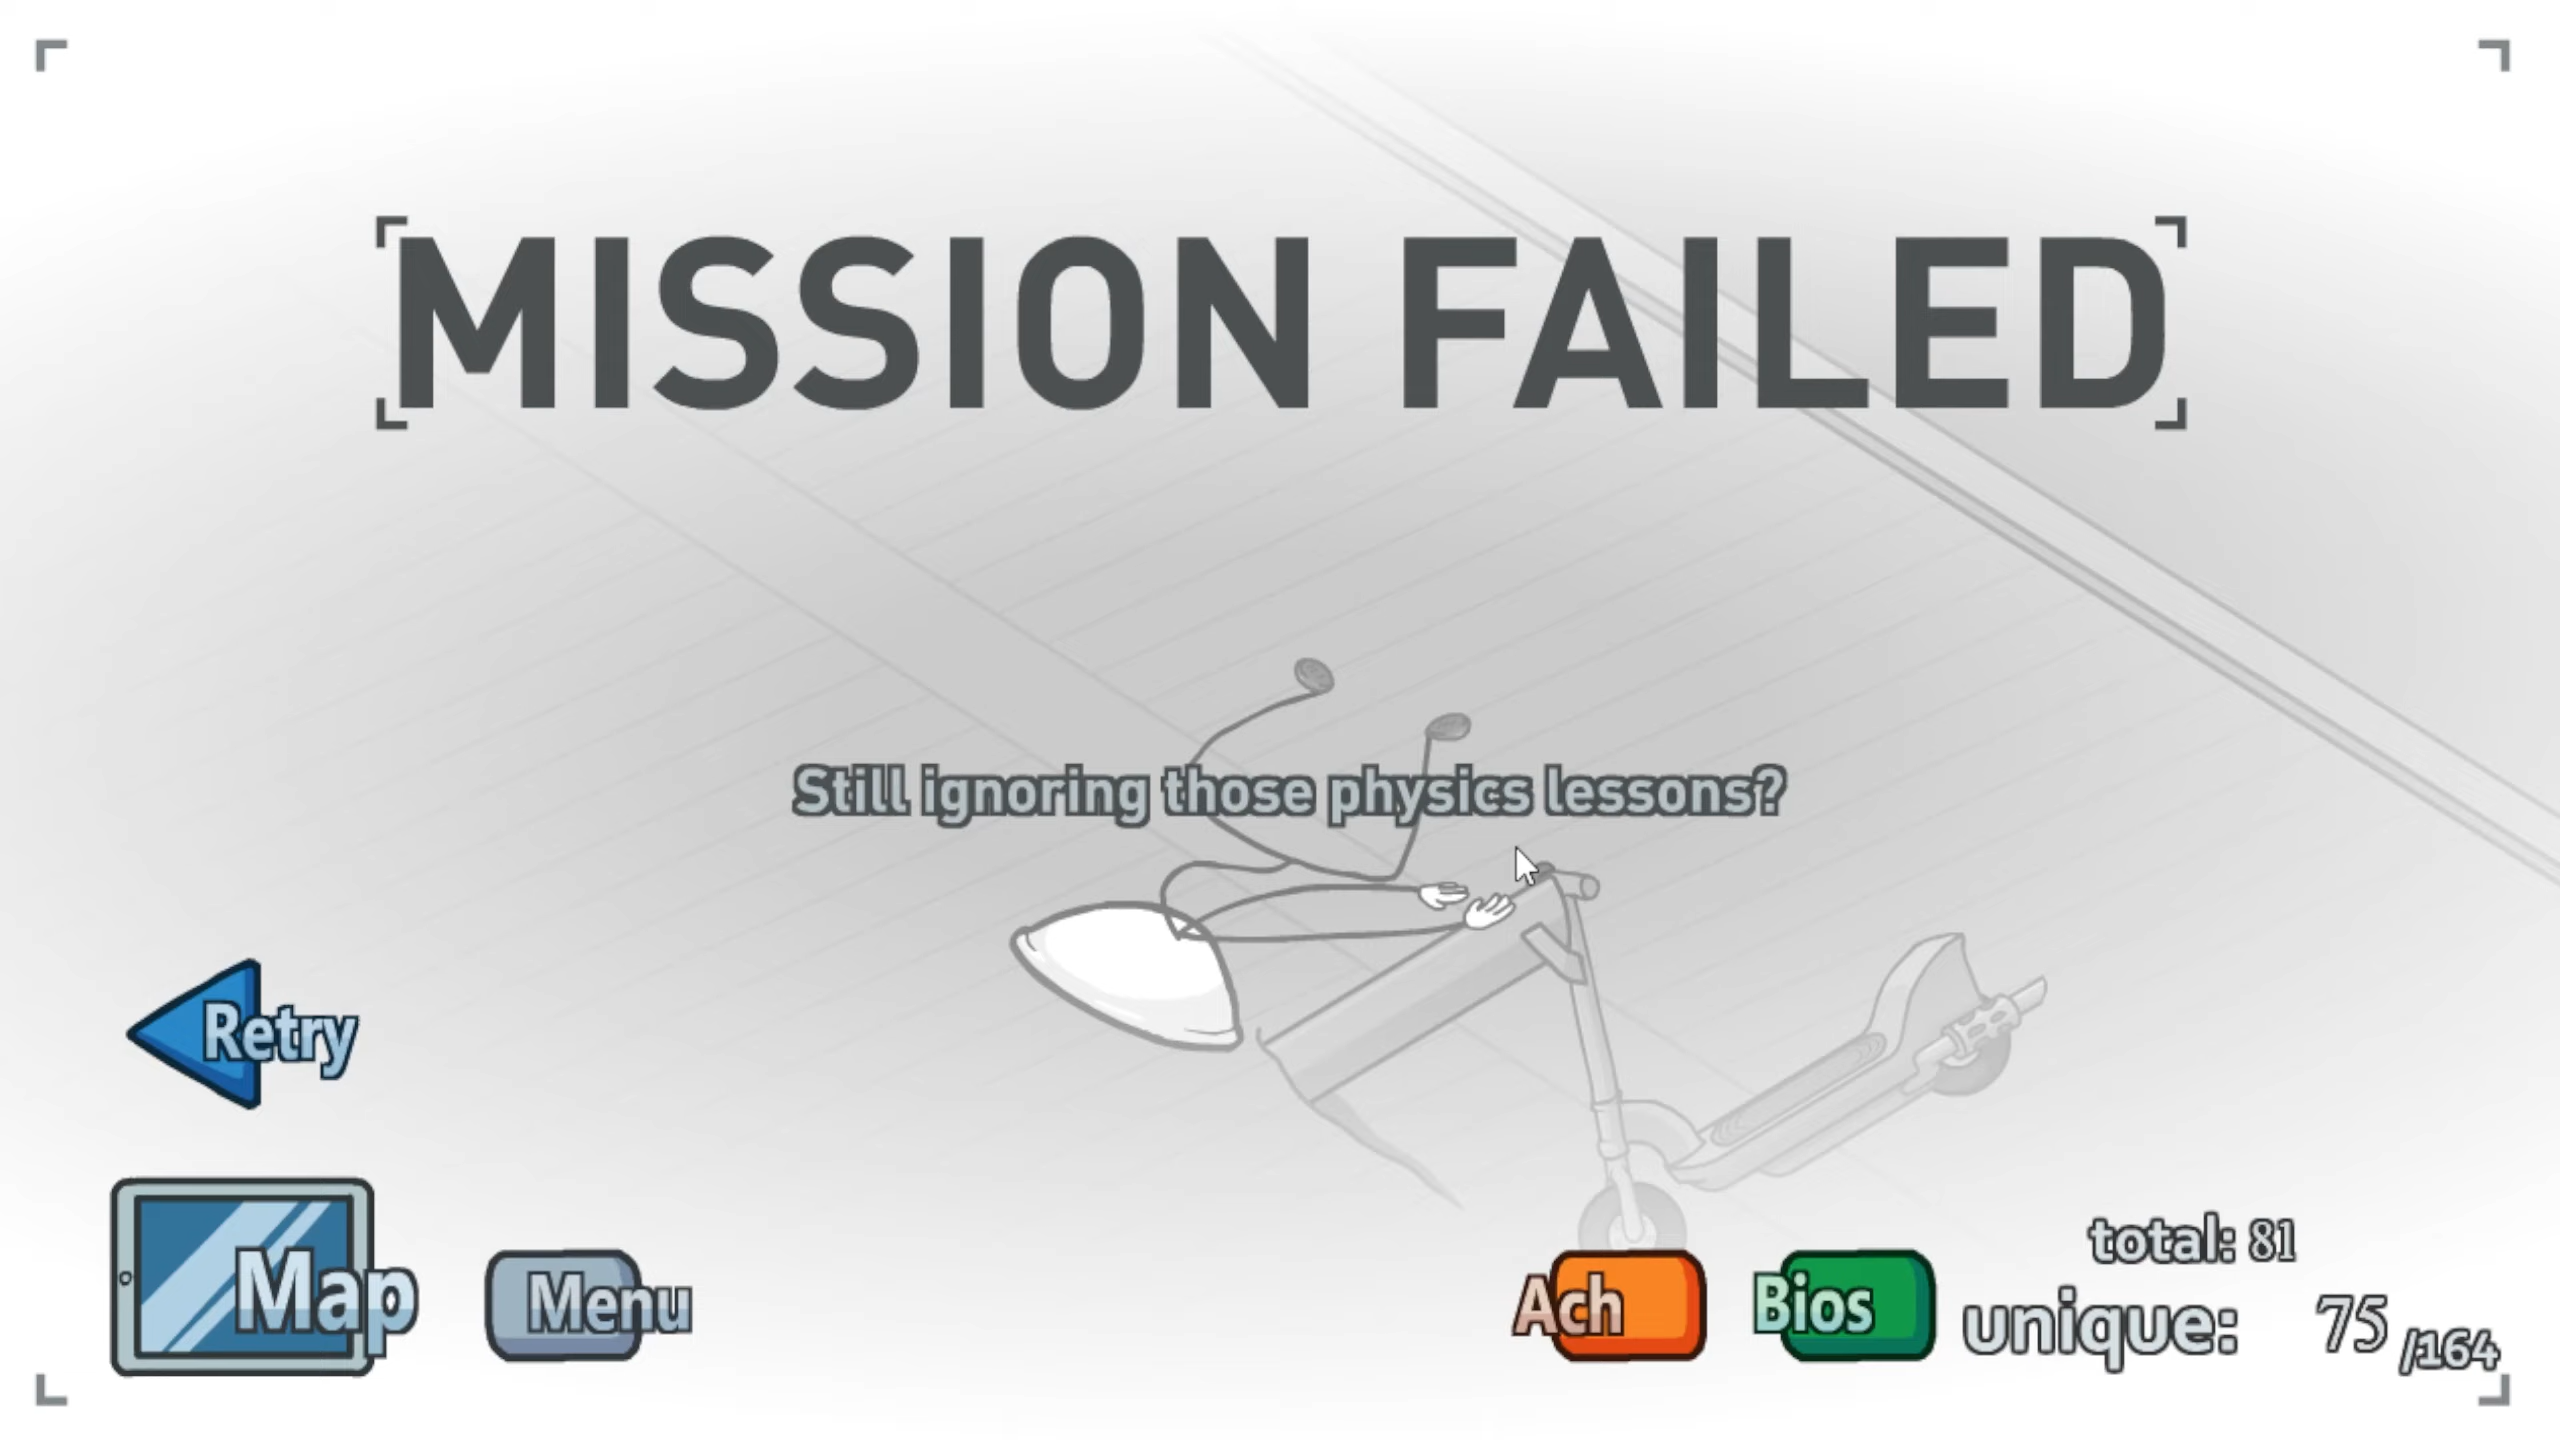 MISSION FAILED
Still ignoring those physics lessons?
Retry
Map
Menu
Ach
Bios
total: 81
unique: 75 /164